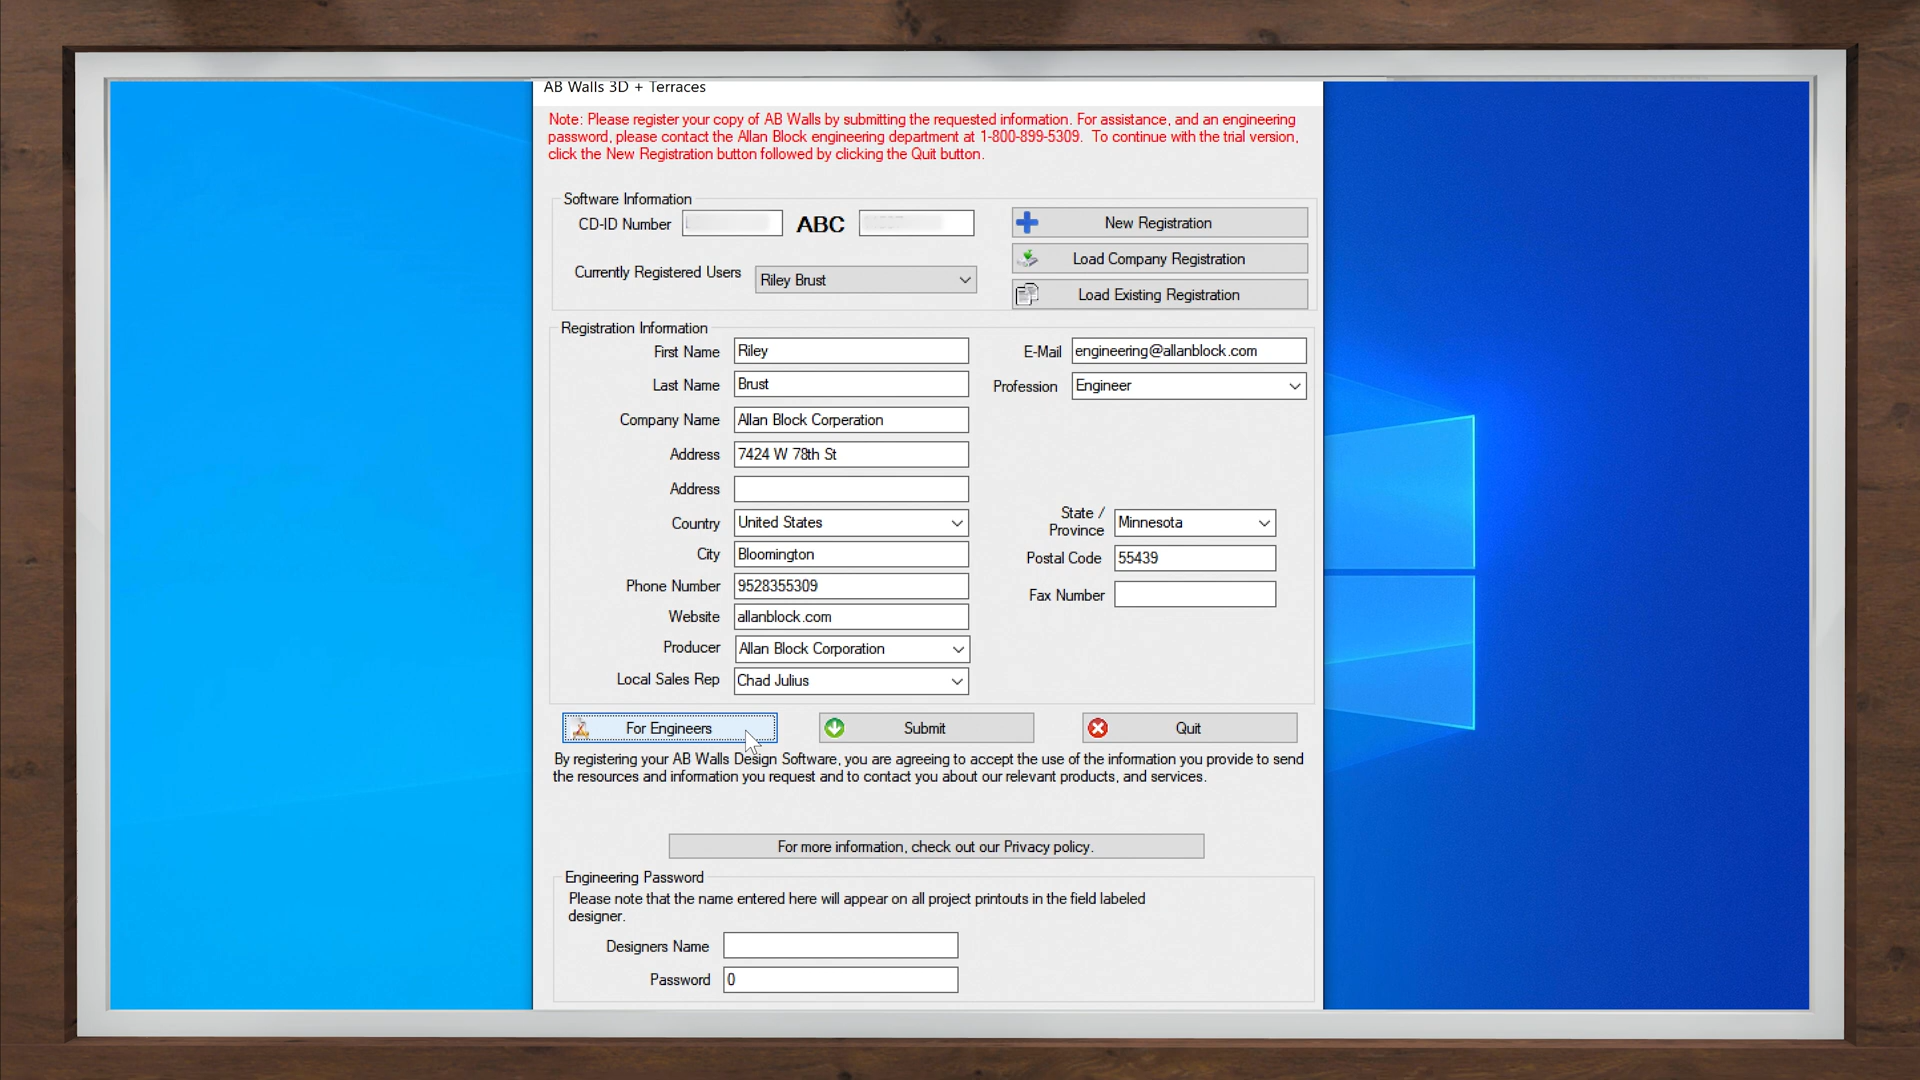 AB Walls 3D + Terraces
Note: Please register your copy of AB Walls by submitting the requested information. For assistance, and an engineering
password, please contact the Allan Block engineering department at 1-800-899-5309. To continue with the trial version,
click the New Registration button followed by clicking the Quit button.
Software Information
CD-ID Number
ABC
New Registration
Load Company Registration
Currently Registered Users
Riley Brust
Load Existing Registration
Registration Information
First Name
Riley
E-Mail
engineering@allanblock.com
Last Name
Brust
Profession
Engineer
Company Name
Allan Block Corperation
Address
7424 W 78th St
Address
Country
United States
State /
Province
Minnesota
City
Bloomington
Postal Code
55439
Phone Number
9528355309
Fax Number
Website
allanblock.com
Producer
Allan Block Corporation
Local Sales Rep
Chad Julius
For Engineers
Submit
Quit
By registering your AB Walls Design Software, you are agreeing to accept the use of the information you provide to send
the resources and information you request and to contact you about our relevant products, and services.
For more information, check out our Privacy policy.
Engineering Password
Please note that the name entered here will appear on all project printouts in the field labeled
designer.
Designers Name
Password
0